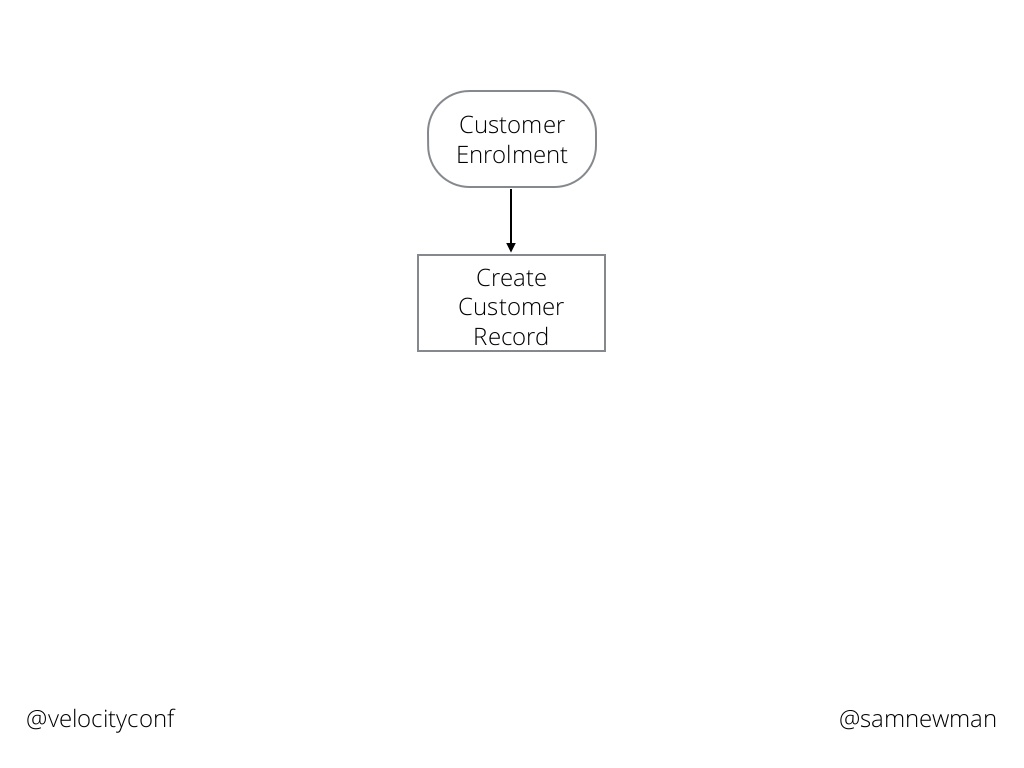 Customer
Enrolment
Create
Customer
Record
@velocityconf
@samnewman